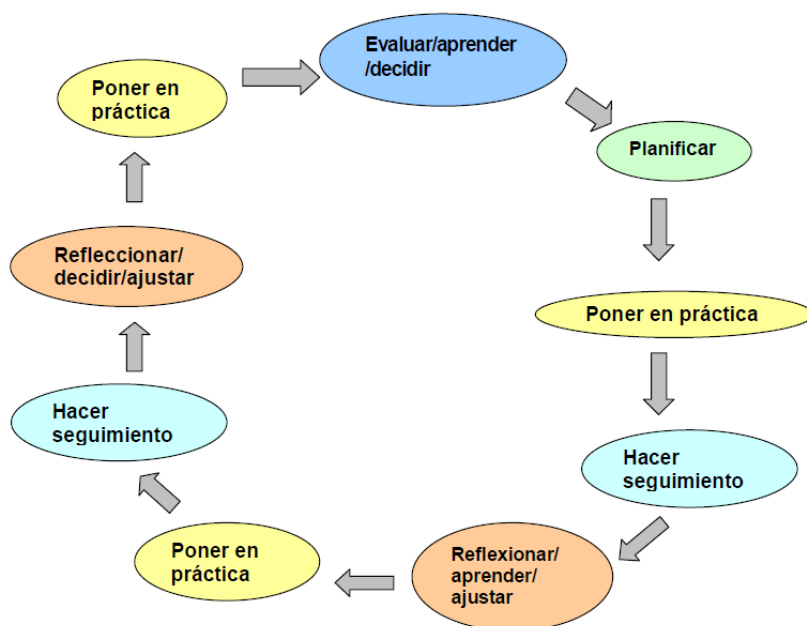 Evaluar/aprender
/decidir
Planificar
Poner en práctica
Hacer
seguimiento
Reflexionar/
aprender/
ajustar
Poner en
práctica
Hacer
seguimiento
Refleccionar/
decidir/ajustar
Poner en
práctica